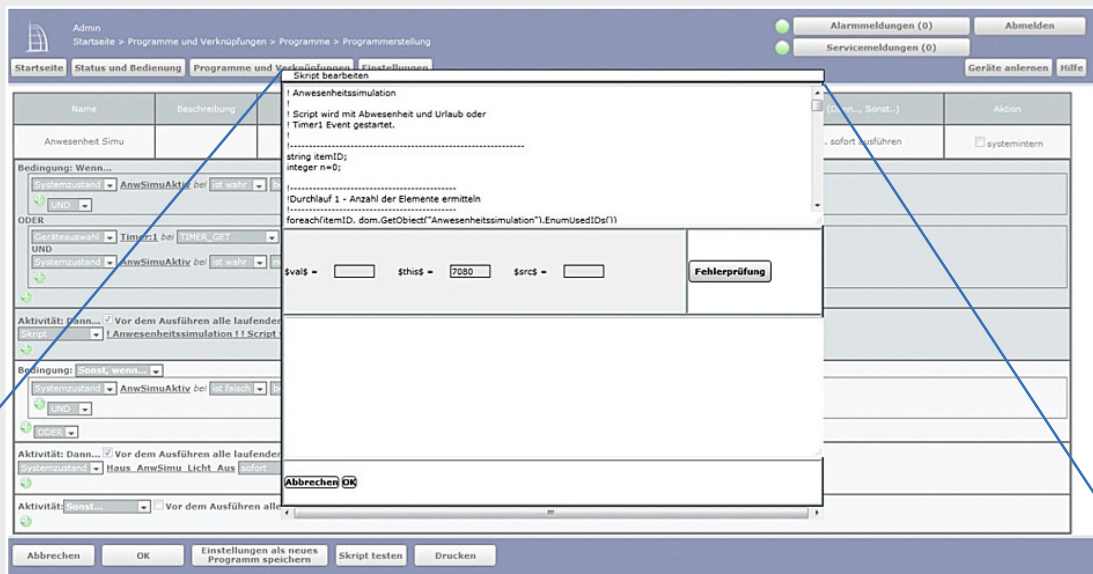 Admin
Startseite > Programme und Verknüpfungen > Programme > Programmerstellung
Alarmmeldungen (0)
Abmelden
Servicemeldungen (0)
Startseite
Status und Bedienung
Programme und Verknüpfungen
Einstellungen
Geräte anlernen
Hilfe
Name
Beschreibung
(Dann.., Sonst..)
Aktion
Anwesenheit Simu
. sofort ausführen
systemintern
Bedingung: Wenn...
Systemzustand AnwSimuAktiv bei ist wahr
UND
ODER
Geräteauswahl Timer:1 bei TIMER_GET
UND
Systemzustand AnwSimuAktiv bei ist wahr
Aktivität: Dann... Vor dem Ausführen alle laufenden
Skript ! Anwesenheitssimulation ! ! Script
Bedingung: Sonst, wenn...
Systemzustand AnwSimuAktiv bei ist falsch
UND
ODER
Aktivität: Dann... Vor dem Ausführen alle laufenden
Systemzustand Haus_AnwSimu_Licht_Aus sofort
Aktivität: Sonst... Vor dem Ausführen alle
Skript bearbeiten
! Anwesenheitssimulation
!
! Script wird mit Abwesenheit und Urlaub oder
! Timer1 Event gestartet.
!
!------------------------------------------------------------
string itemID;
integer n=0;
!-------------------------------------------
!Durchlauf 1 - Anzahl der Elemente ermitteln
!-------------------------------------------
foreach(itemID, dom.GetObject("Anwesenheitssimulation").EnumUsedIDs())
$val$ =
$this$ = 7080
$src$ =
Fehlerprüfung
Abbrechen OK
Abbrechen
OK
Einstellungen als neues
Programm speichern
Skript testen
Drucken